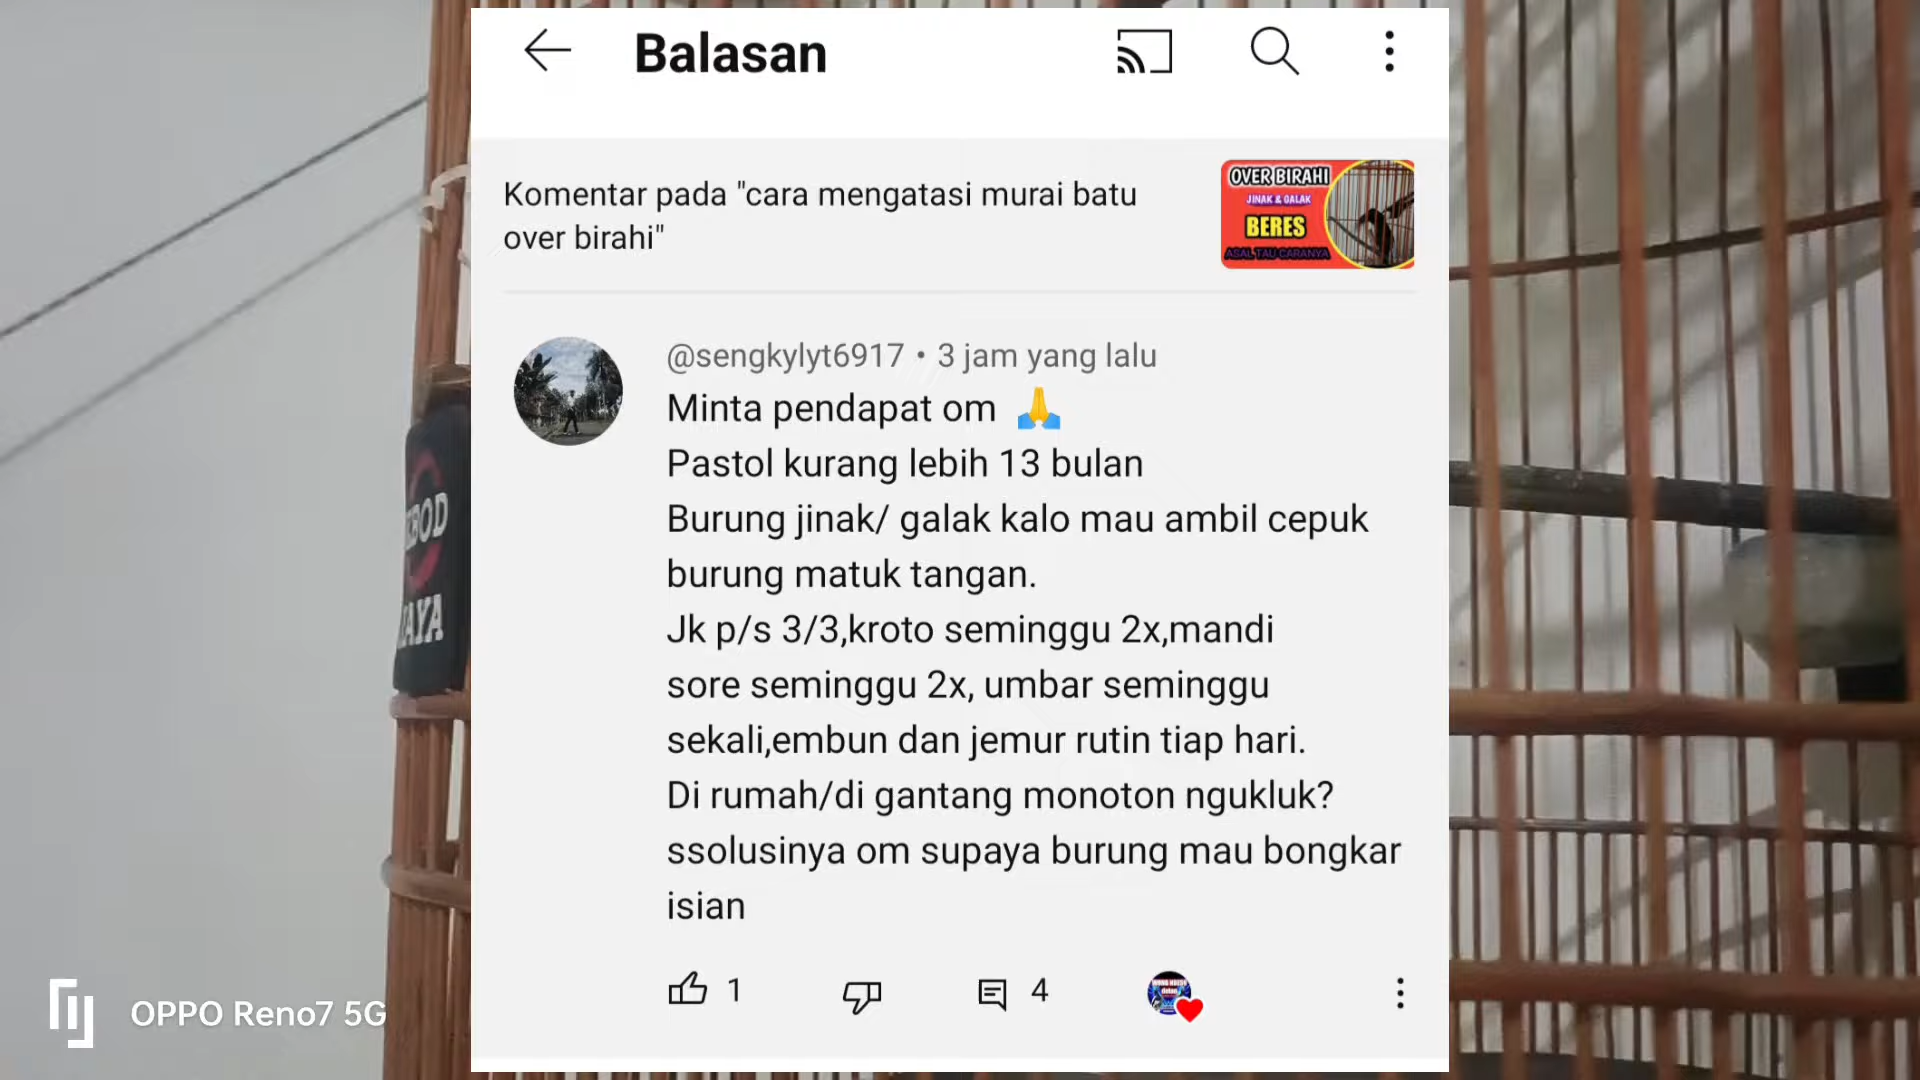 Balasan
Komentar pada "cara mengatasi murai batu
over birahi"
OVER BIRAHI
JINAK & GALAK
BERES
ASAL TAU CARANYA
@sengkylyt6917 • 3 jam yang lalu
Minta pendapat om 🙏
Pastol kurang lebih 13 bulan
Burung jinak/ galak kalo mau ambil cepuk
burung matuk tangan.
Jk p/s 3/3,kroto seminggu 2x,mandi
sore seminggu 2x, umbar seminggu
sekali,embun dan jemur rutin tiap hari.
Di rumah/di gantang monoton ngukluk?
ssolusinya om supaya burung mau bongkar
isian
1
4
OPPO Reno7 5G